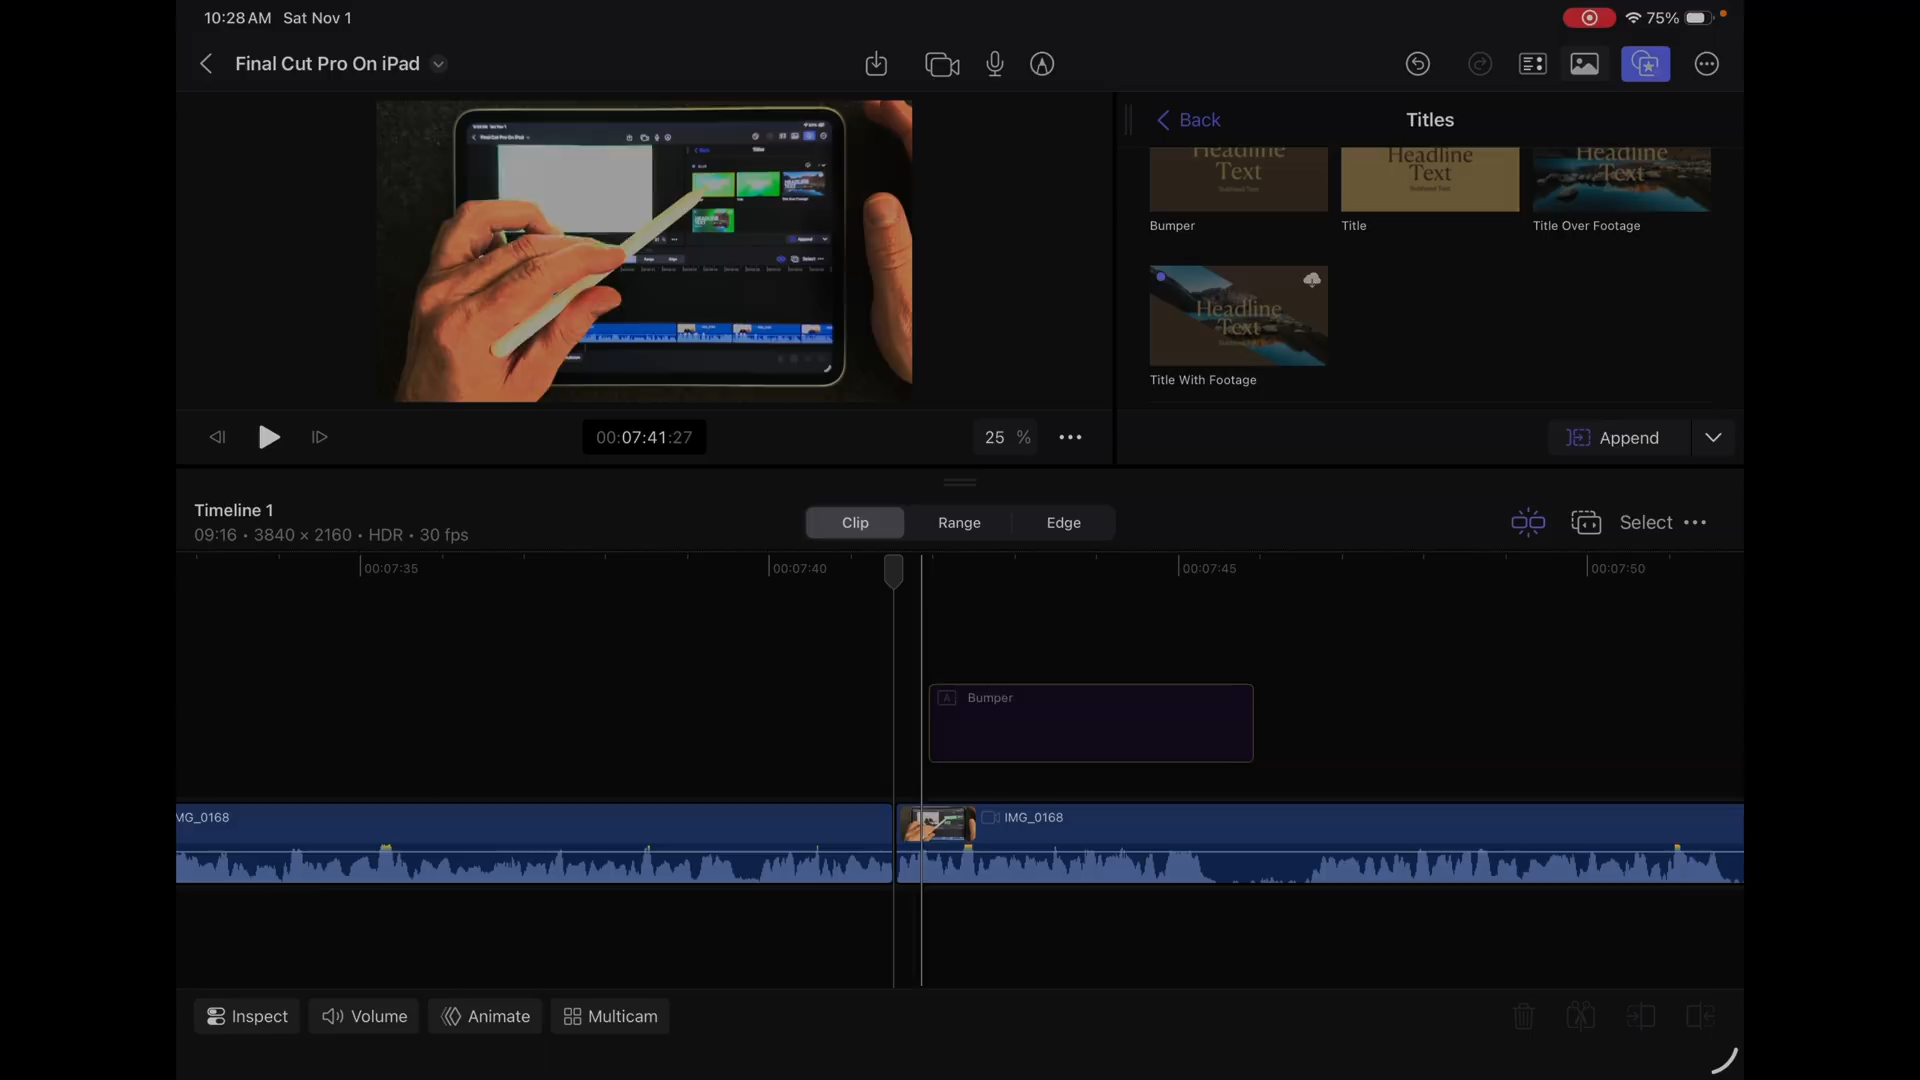 10:28 AM Sat Nov 1
75%
Final Cut Pro On iPad
Back
Titles
Headline
Text
Headline
Text
Headline
Text
Bumper
Title
Title Over Footage
Headline
Text
Title With Footage
00:07:41:27
25 %
Append
Timeline 1
09:16 • 3840 × 2160 • HDR • 30 fps
Clip
Range
Edge
Select
00:07:35
00:07:40
00:07:45
00:07:50
Bumper
MG_0168
IMG_0168
Inspect
Volume
Animate
Multicam